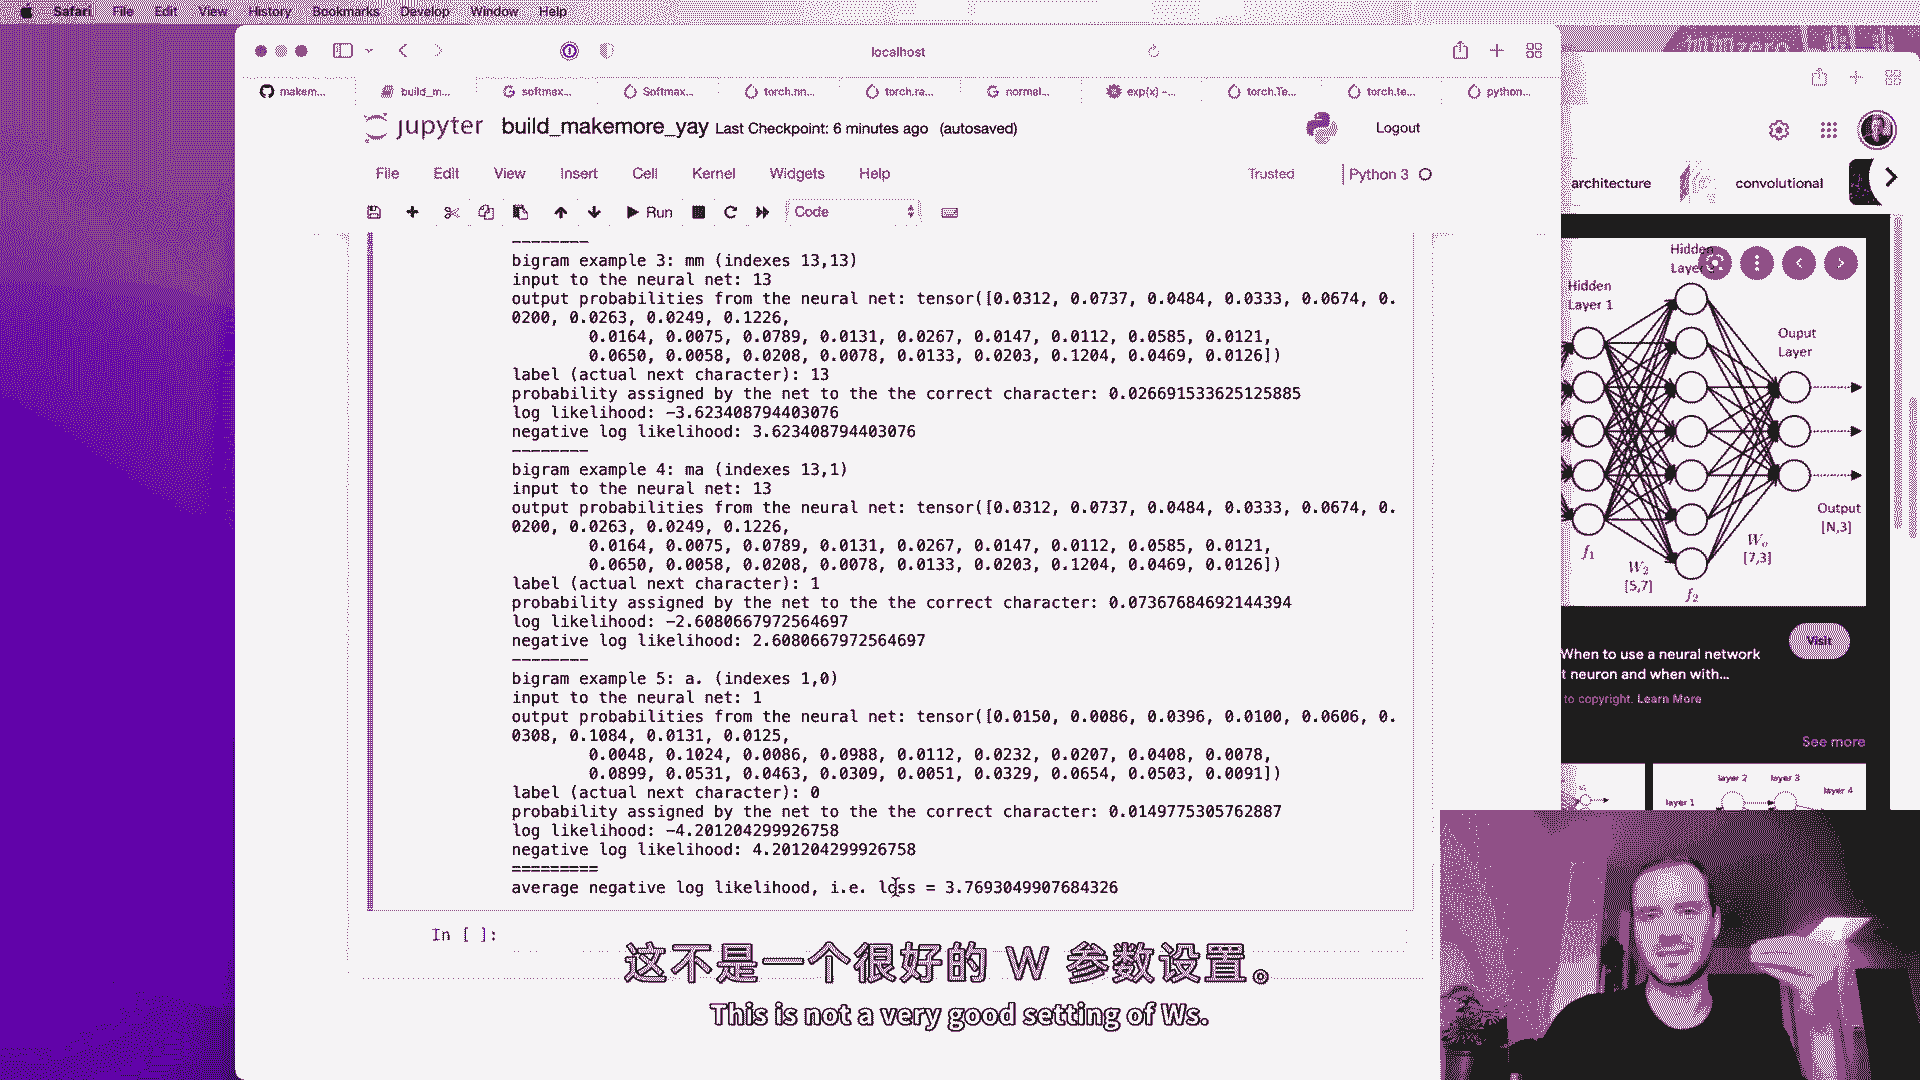 Safari File Edit View History Bookmarks Develop Window Help
localhost
makem... build_m... softmax... Softmax... torch.nn... torch.ra... normal... exp(x) -... torch.Te... torch.te... python...
jupyter build_makemore_yay Last Checkpoint: 6 minutes ago (autosaved)
Logout
File Edit View Insert Cell Kernel Widgets Help
Trusted Python 3
Run Code
--------
bigram example 3: mm (indexes 13,13)
input to the neural net: 13
output probabilities from the neural net: tensor([0.0312, 0.0737, 0.0484, 0.0333, 0.0674, 0.
0200, 0.0263, 0.0249, 0.1226,
0.0164, 0.0075, 0.0789, 0.0131, 0.0267, 0.0147, 0.0112, 0.0585, 0.0121,
0.0650, 0.0058, 0.0208, 0.0078, 0.0133, 0.0203, 0.1204, 0.0469, 0.0126])
label (actual next character): 13
probability assigned by the net to the the correct character: 0.026691533625125885
log likelihood: -3.623408794403076
negative log likelihood: 3.623408794403076
--------
bigram example 4: ma (indexes 13,1)
input to the neural net: 13
output probabilities from the neural net: tensor([0.0312, 0.0737, 0.0484, 0.0333, 0.0674, 0.
0200, 0.0263, 0.0249, 0.1226,
0.0164, 0.0075, 0.0789, 0.0131, 0.0267, 0.0147, 0.0112, 0.0585, 0.0121,
0.0650, 0.0058, 0.0208, 0.0078, 0.0133, 0.0203, 0.1204, 0.0469, 0.0126])
label (actual next character): 1
probability assigned by the net to the the correct character: 0.07367684692144394
log likelihood: -2.6080667972564697
negative log likelihood: 2.6080667972564697
--------
bigram example 5: a. (indexes 1,0)
input to the neural net: 1
output probabilities from the neural net: tensor([0.0150, 0.0086, 0.0396, 0.0100, 0.0606, 0.
0308, 0.1084, 0.0131, 0.0125,
0.0048, 0.1024, 0.0086, 0.0988, 0.0112, 0.0232, 0.0207, 0.0408, 0.0078,
0.0899, 0.0531, 0.0463, 0.0309, 0.0051, 0.0329, 0.0654, 0.0503, 0.0091])
label (actual next character): 0
probability assigned by the net to the the correct character: 0.0149775305762887
log likelihood: -4.201204299926758
negative log likelihood: 4.201204299926758
=========
average negative log likelihood, i.e. loss = 3.7693049907684326
In [ ]:
这不是一个很好的 W 参数设置。
This is not a very good setting of Ws.
architecture convolutional
Hidden
Layer
Hidden
Layer 1
Ouput
Layer
Output
[N,3]
f1
W2
[5,7]
f2
Wo
[7,3]
Visit
When to use a neural network
t neuron and when with...
to copyright. Learn More
See more
layer 1 layer 2 layer 3 layer 4